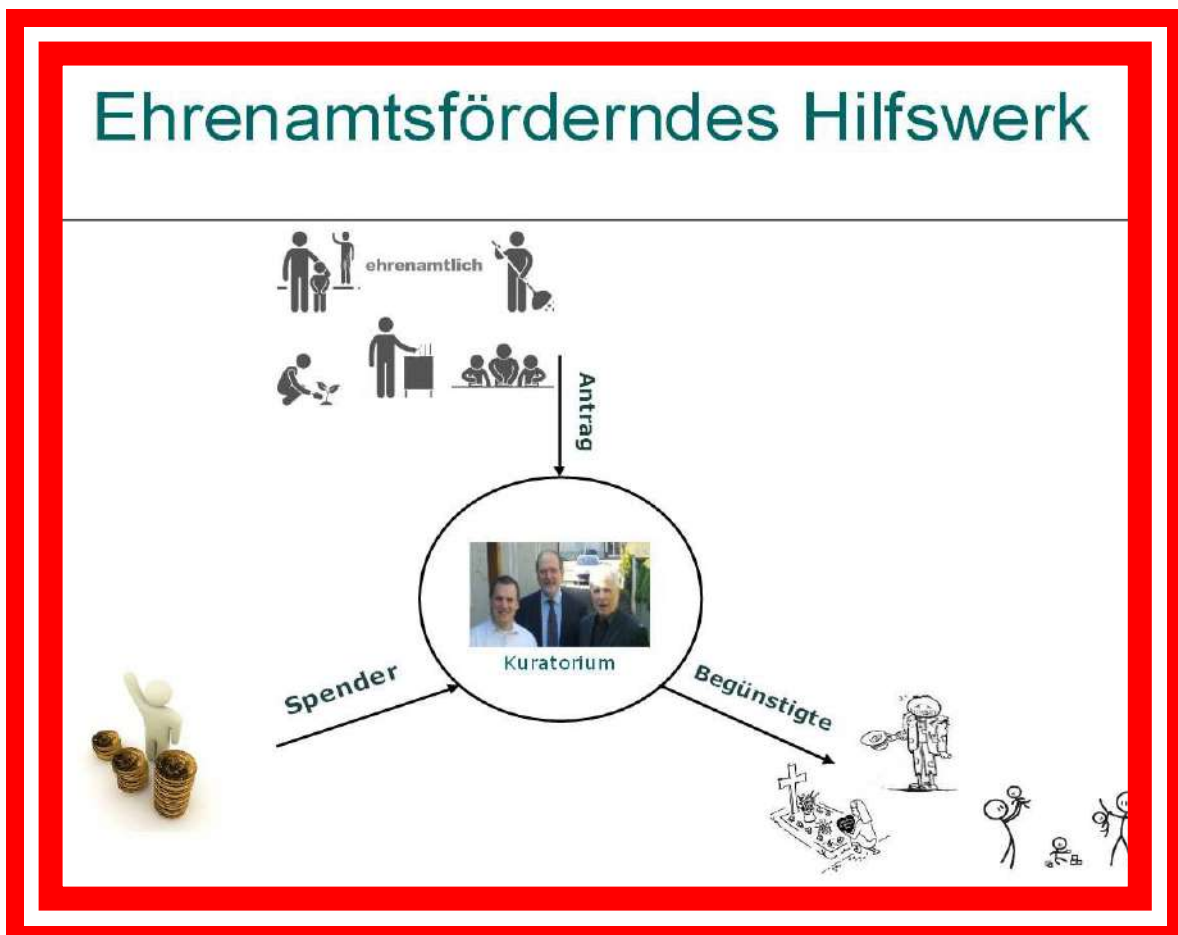 Ehrenamtsförderndes Hilfswerk
ehrenamtlich
Antrag
Kuratorium
Spender
Begünstigte